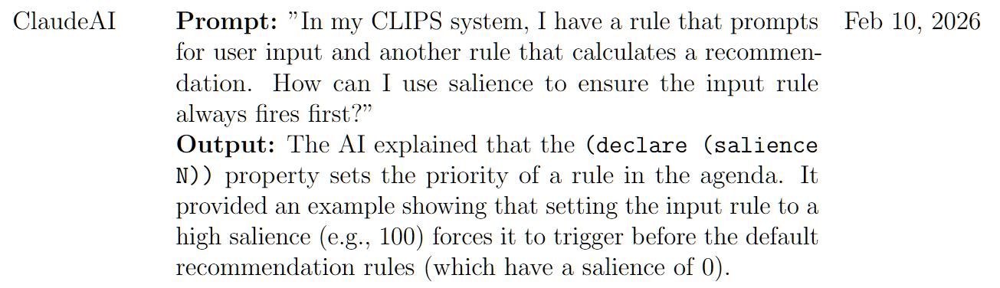 ClaudeAI Prompt: ”In my CLIPS system, I have a rule that prompts Feb 10, 2026
for user input and another rule that calculates a recommen-
dation. How can I use salience to ensure the input rule
always fires first?”
Output: The AI explained that the (declare (salience
N)) property sets the priority of a rule in the agenda. It
provided an example showing that setting the input rule to a
high salience (e.g., 100) forces it to trigger before the default
recommendation rules (which have a salience of 0).